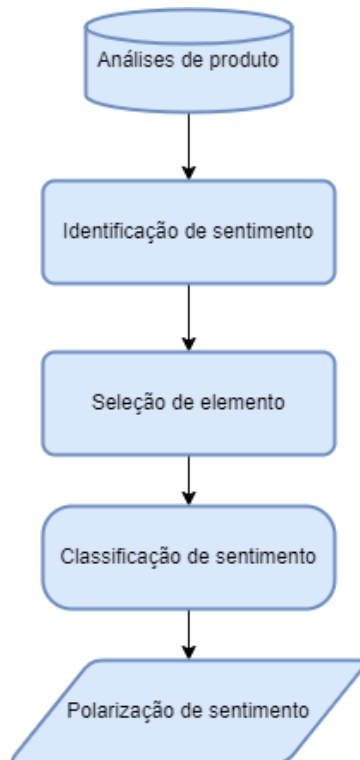 Análises de produto
Identificação de sentimento
Seleção de elemento
Classificação de sentimento
Polarização de sentimento